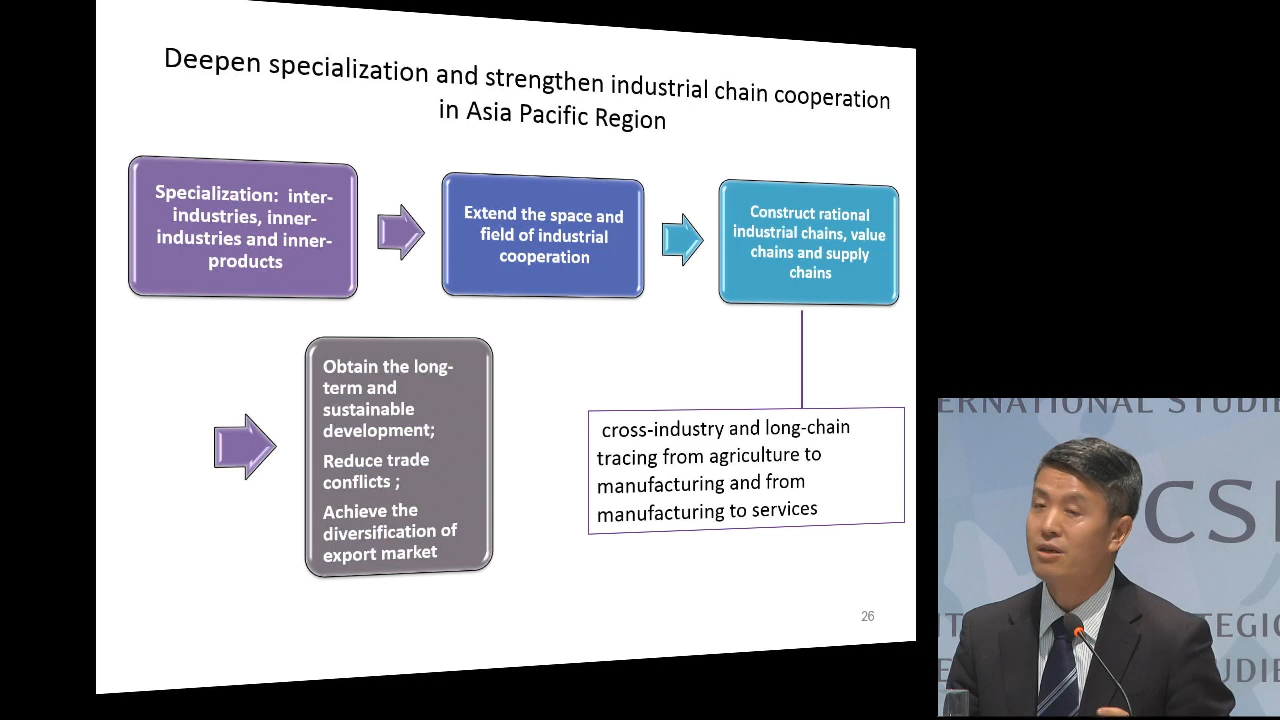 Deepen specialization and strengthen industrial chain cooperation
in Asia Pacific Region
Specialization: inter-
industries, inner-
industries and inner-
products
Extend the space and
field of industrial
cooperation
Construct rational
industrial chains, value
chains and supply
chains
Obtain the long-
term and
sustainable
development;
Reduce trade
conflicts ;
Achieve the
diversification of
export market
cross-industry and long-chain
tracing from agriculture to
manufacturing and from
manufacturing to services
26
ERNATIONAL STUDIE
CSI
TEGIC
UDIE